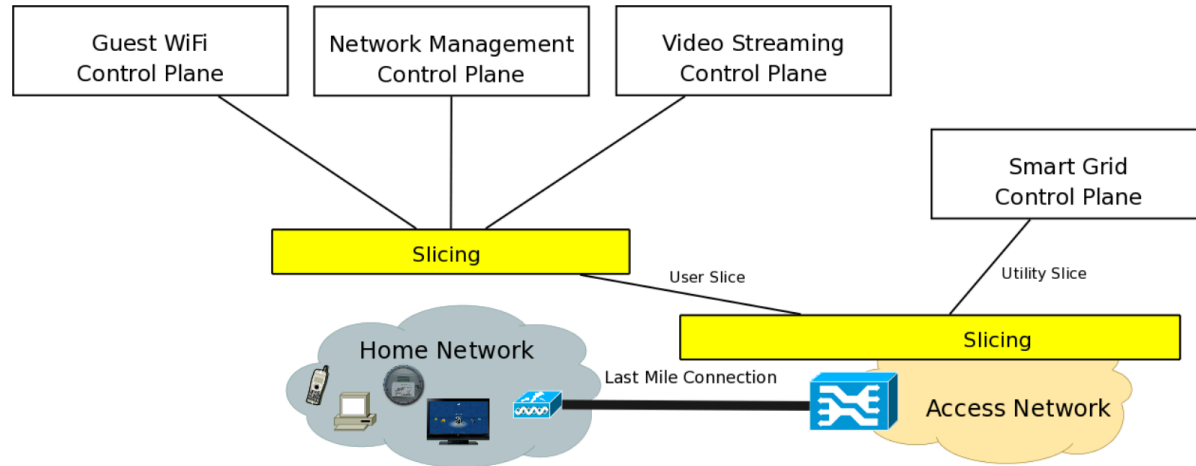 Guest WiFi
Control Plane
Network Management
Control Plane
Video Streaming
Control Plane
Smart Grid
Control Plane
Slicing
User Slice
Utility Slice
Slicing
Home Network
Last Mile Connection
Access Network